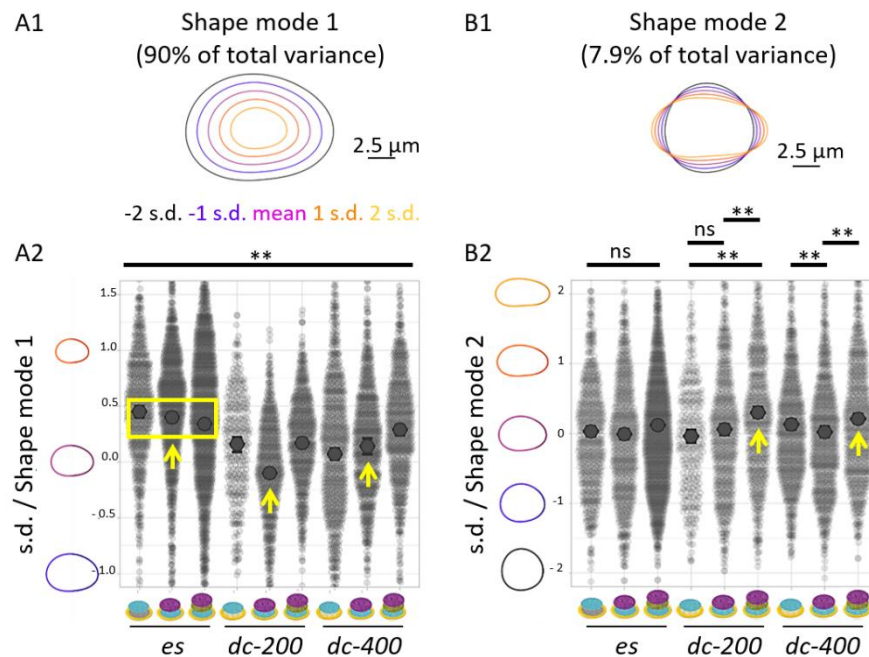 A1
Shape mode 1
(90% of total variance)
2.5 µm
-2 s.d. -1 s.d. mean 1 s.d. 2 s.d.
B1
Shape mode 2
(7.9% of total variance)
2.5 µm
A2
**
s.d. / Shape mode 1
1.5
1.0
0.5
0.0
- 0.5
-1.0
es dc-200 dc-400
B2
**
ns **
ns ** **
s.d. / Shape mode 2
2
1
0
-1
- 2
es dc-200 dc-400